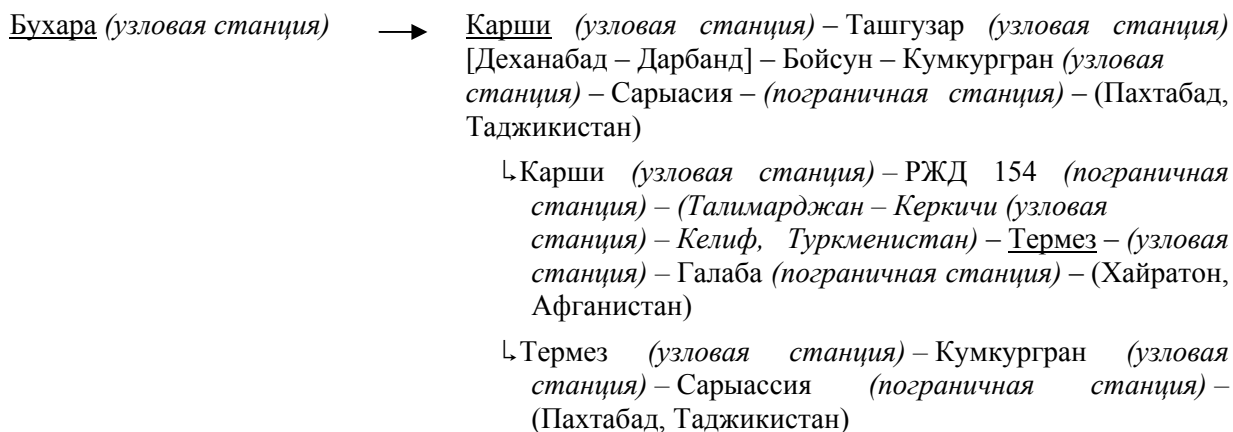 Бухара (узловая станция) → Карши (узловая станция) – Ташгузар (узловая станция)
[Деханабад – Дарбанд] – Бойсун – Кумкургран (узловая
станция) – Сарыасия – (пограничная станция) – (Пахтабад,
Таджикистан)
↳Карши (узловая станция) – РЖД 154 (пограничная
станция) – (Талимарджан – Керкичи (узловая
станция) – Келиф, Туркменистан) – Термез – (узловая
станция) – Галаба (пограничная станция) – (Хайратон,
Афганистан)
↳Термез (узловая станция) – Кумкургран (узловая
станция) – Сарыассия (пограничная станция) –
(Пахтабад, Таджикистан)